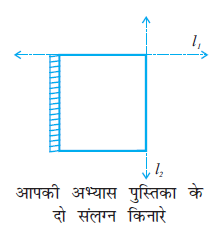 l₁
l₂
आपकी अभ्यास पुस्तिका के
दो संलग्न किनारे